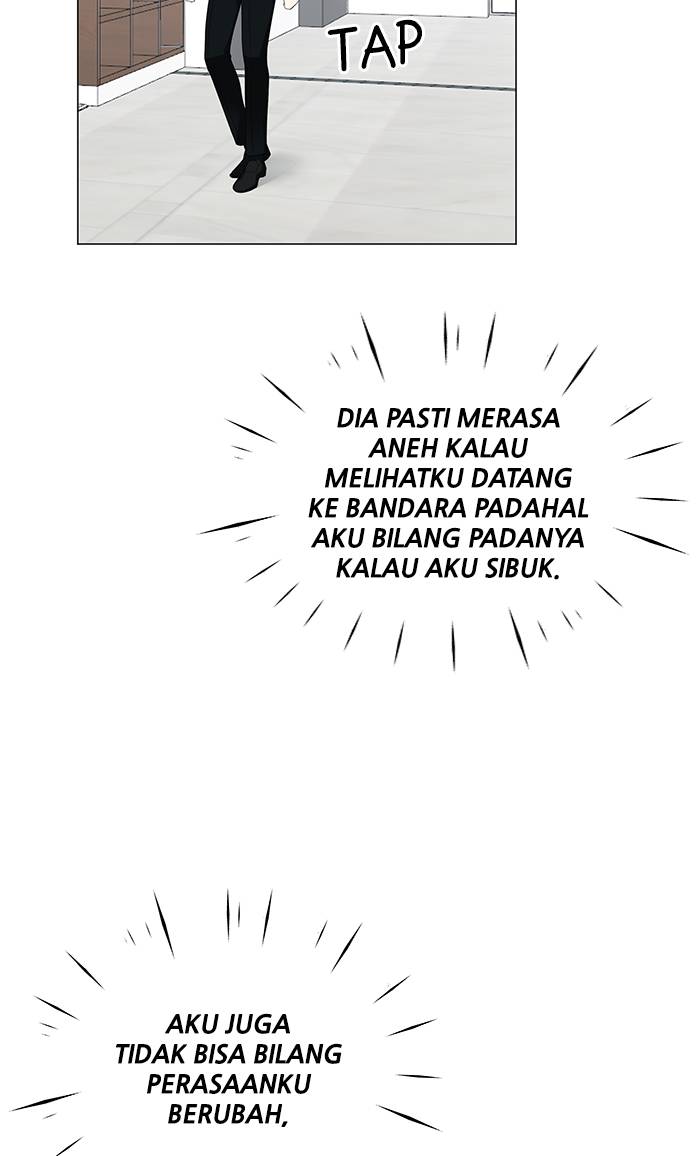 TAP
DIA PASTI MERASA
ANEH KALAU
MELIHATKU DATANG
KE BANDARA PADAHAL
AKU BILANG PADANYA
KALAU AKU SIBUK.
AKU JUGA
TIDAK BISA BILANG
PERASAANKU
BERUBAH,